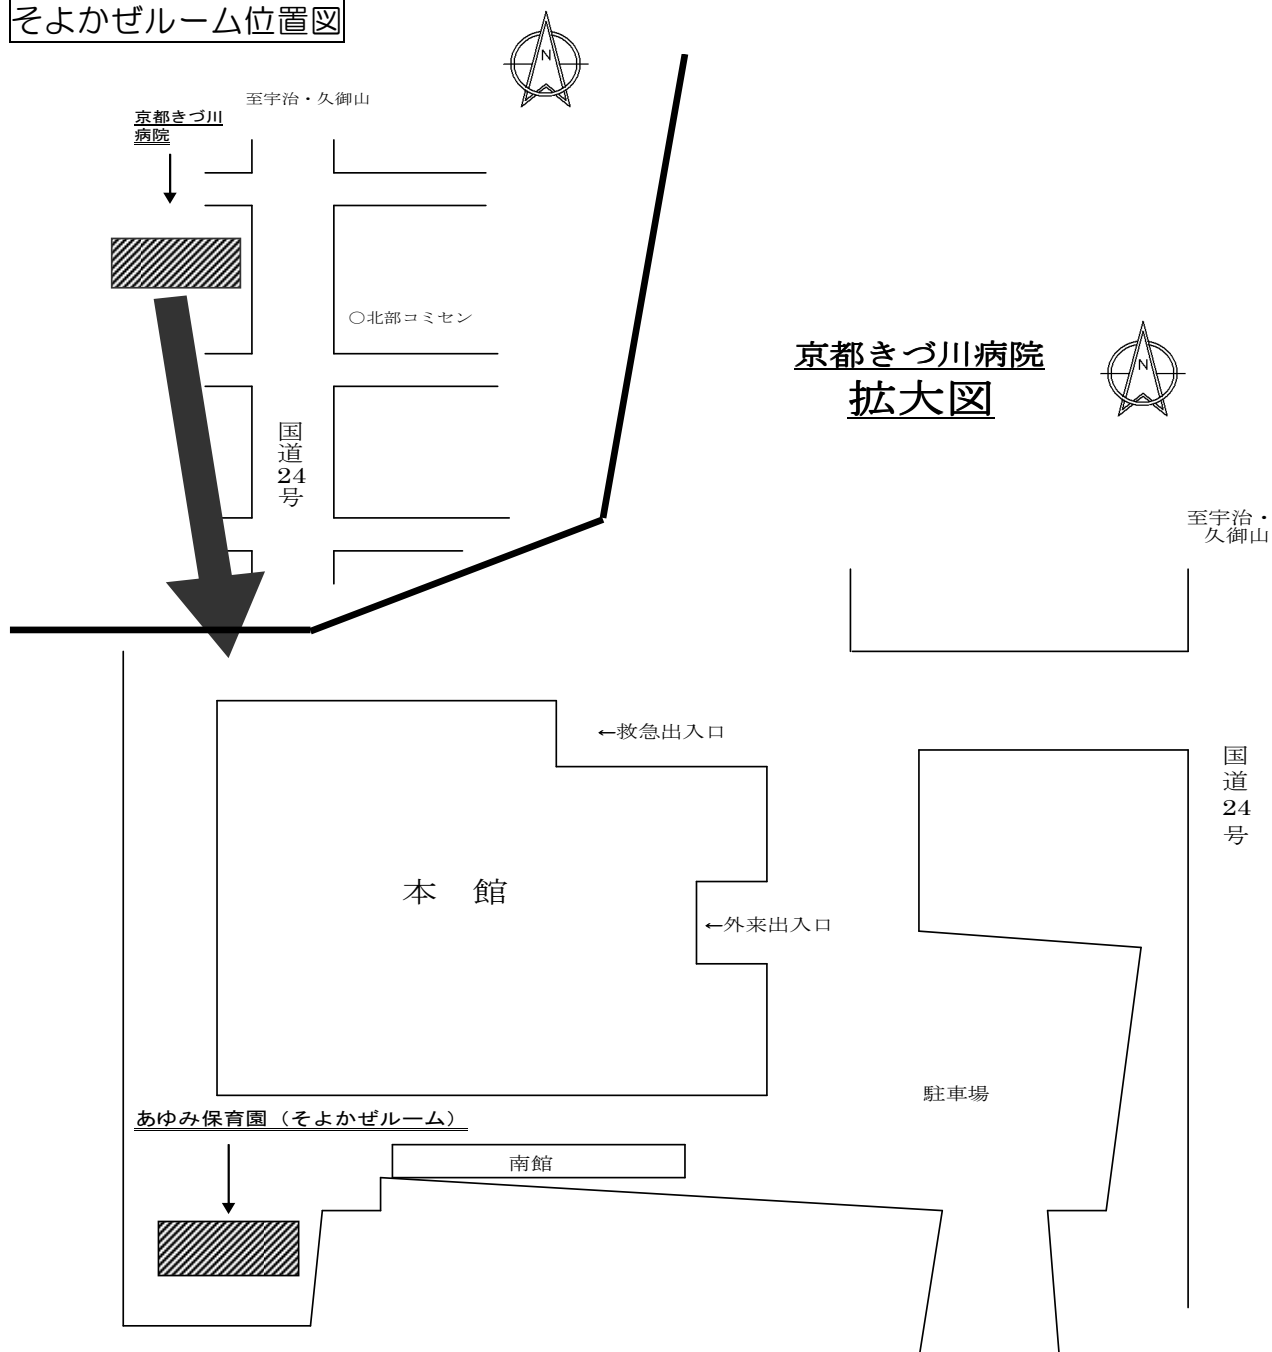 そよかぜルーム位置図
N
至宇治・久御山
京都きづ川
病院
○北部コミセン
国道24号
京都きづ川病院
拡大図
N
至宇治・
久御山
←救急出入口
国道24号
本 館
←外来出入口
駐車場
あゆみ保育園（そよかぜルーム）
南館